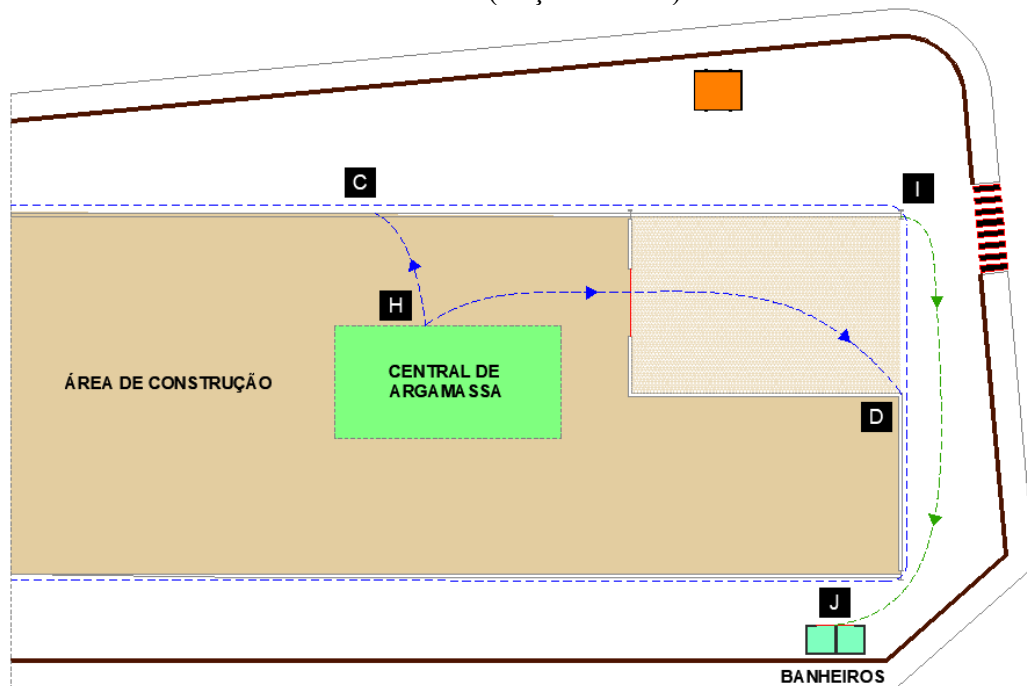 C
I
H
ÁREA DE CONSTRUÇÃO
CENTRAL DE
ARGAMASSA
D
J
BANHEIROS